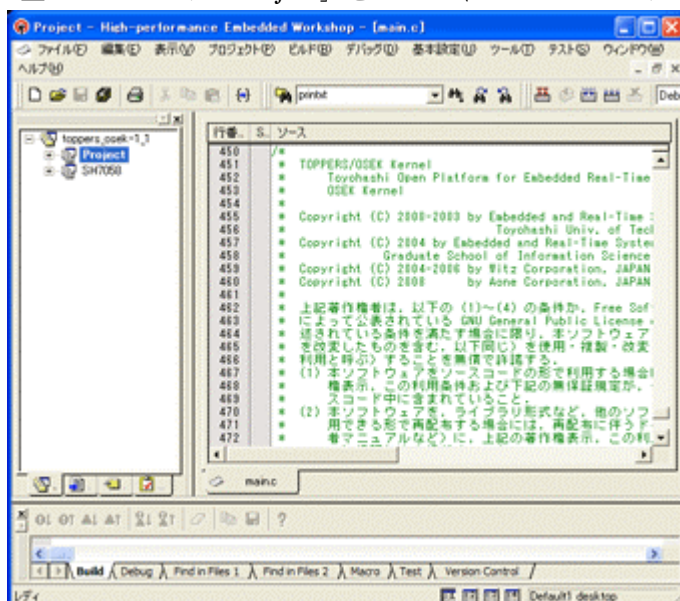 Project - High-performance Embedded Workshop - [main.c]
ファイル(F) 編集(E) 表示(V) プロジェクト(P) ビルド(B) デバッグ(D) 基本設定(U) ツール(T) テスト(S) ウィンドウ(W)
ヘルプ(H)
Deb
toppers_osek-1_1
Project
SH7058
行番.. S.. ソース
450 /*
451 * TOPPERS/OSEK Kernel
452 * Toyohashi Open Platform for Embedded Real-Time
453 * OSEK Kernel
454 *
455 * Copyright (C) 2000-2003 by Embedded and Real-Time
456 * Toyohashi Univ. of Tec
457 * Copyright (C) 2004 by Embedded and Real-Time System
458 * Graduate School of Information Science
459 * Copyright (C) 2004-2006 by Witz Corporation, JAPAN
460 * Copyright (C) 2008 by Aone Corporation, JAPAN
461 *
462 * 上記著作権者は、以下の (1)~(4) の条件か、Free Sof
463 * によって公表されている GNU General Public License
464 * 述されている条件を満たす場合に限り、本ソフトウェア
465 * を改変したものを含む.以下同じ)を使用・複製・改変
466 * 利用と呼ぶ)することを無償で許諾する.
467 * (1) 本ソフトウェアをソースコードの形で利用する場合
468 * 権表示、この利用条件および下記の無保証規定が、
469 * スコード中に含まれていること.
470 * (2) 本ソフトウェアを、ライブラリ形式など、他のソフ
471 * 用できる形で再配布する場合には、再配布に伴うド
472 * 者マニュアルなど)に、上記の著作権表示、この利
main.c
Build Debug Find in Files 1 Find in Files 2 Macro Test Version Control
レディ Default1 desktop